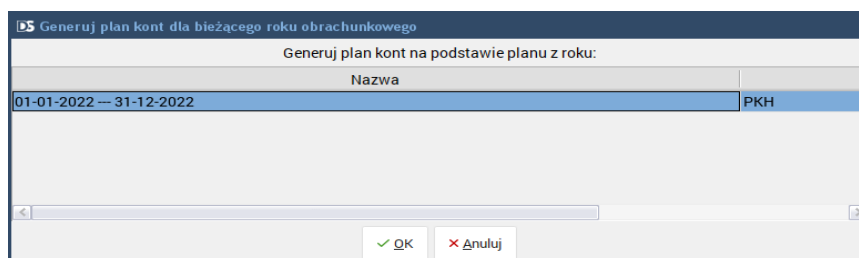 DS Generuj plan kont dla bieżącego roku obrachunkowego
Generuj plan kont na podstawie planu z roku:
Nazwa
01-01-2022 --- 31-12-2022 PKH
OK Anuluj